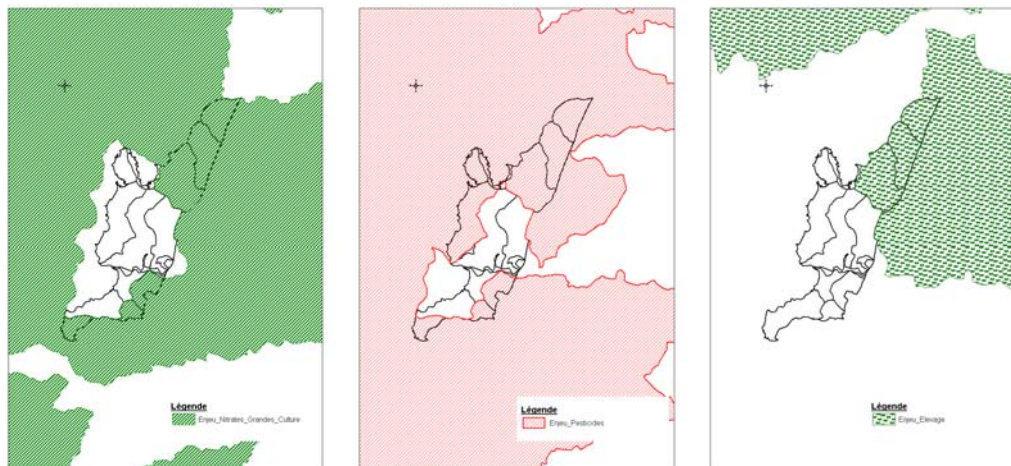 Légende
Enjeu_Nitrates_Grandes_Culture
Légende
Enjeu_Pesticides
Légende
Enjeu_Elevage